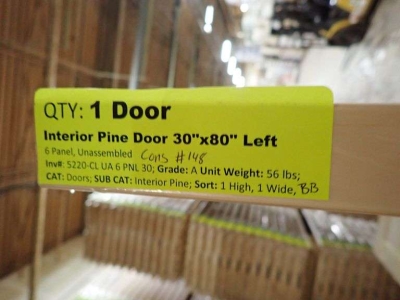 QTY: 1 Door
Interior Pine Door 30"x80" Left
6 Panel, Unassembled Cons #148
Inv#: 5220-CL UA 6 PNL 30; Grade: A Unit Weight: 56 lbs;
CAT: Doors; SUB CAT: Interior Pine; Sort: 1 High, 1 Wide, BB